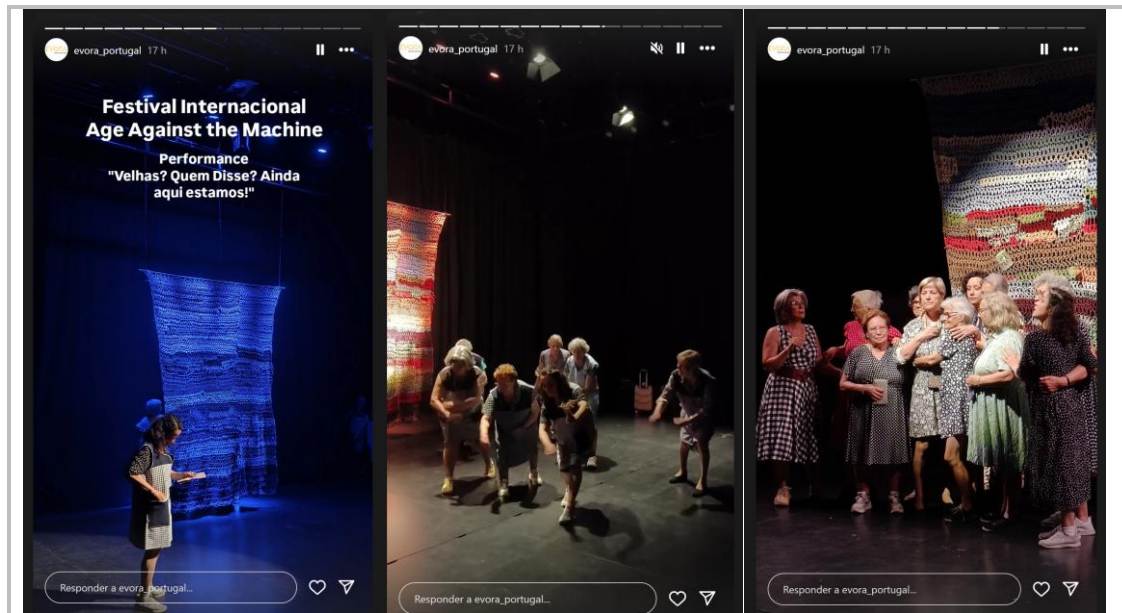 evora_portugal 17 h
Festival Internacional
Age Against the Machine
Performance
"Velhas? Quem Disse? Ainda
aqui estamos!"
Responder a evora_portugal...
evora_portugal 17 h
Responder a evora_portugal...
evora_portugal 17 h
Responder a evora_portugal...